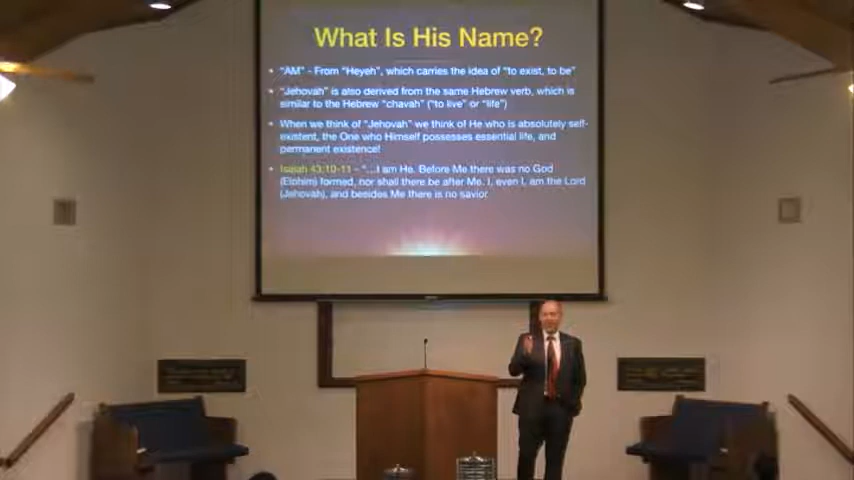 What Is His Name?
• "AM" - From "Heyeh", which carries the idea of "to exist, to be"
• "Jehovah" is also derived from the same Hebrew verb, which is
similar to the Hebrew "chavah" ("to live" or "life")
• When we think of "Jehovah" we think of He who is absolutely self-
existent, the One who Himself possesses essential life, and
permanent existence!
• Isaiah 43:10-11 - "…I am He. Before Me there was no God
(Elohim) formed, nor shall there be after Me. I, even I, am the Lord
(Jehovah), and besides Me there is no savior.